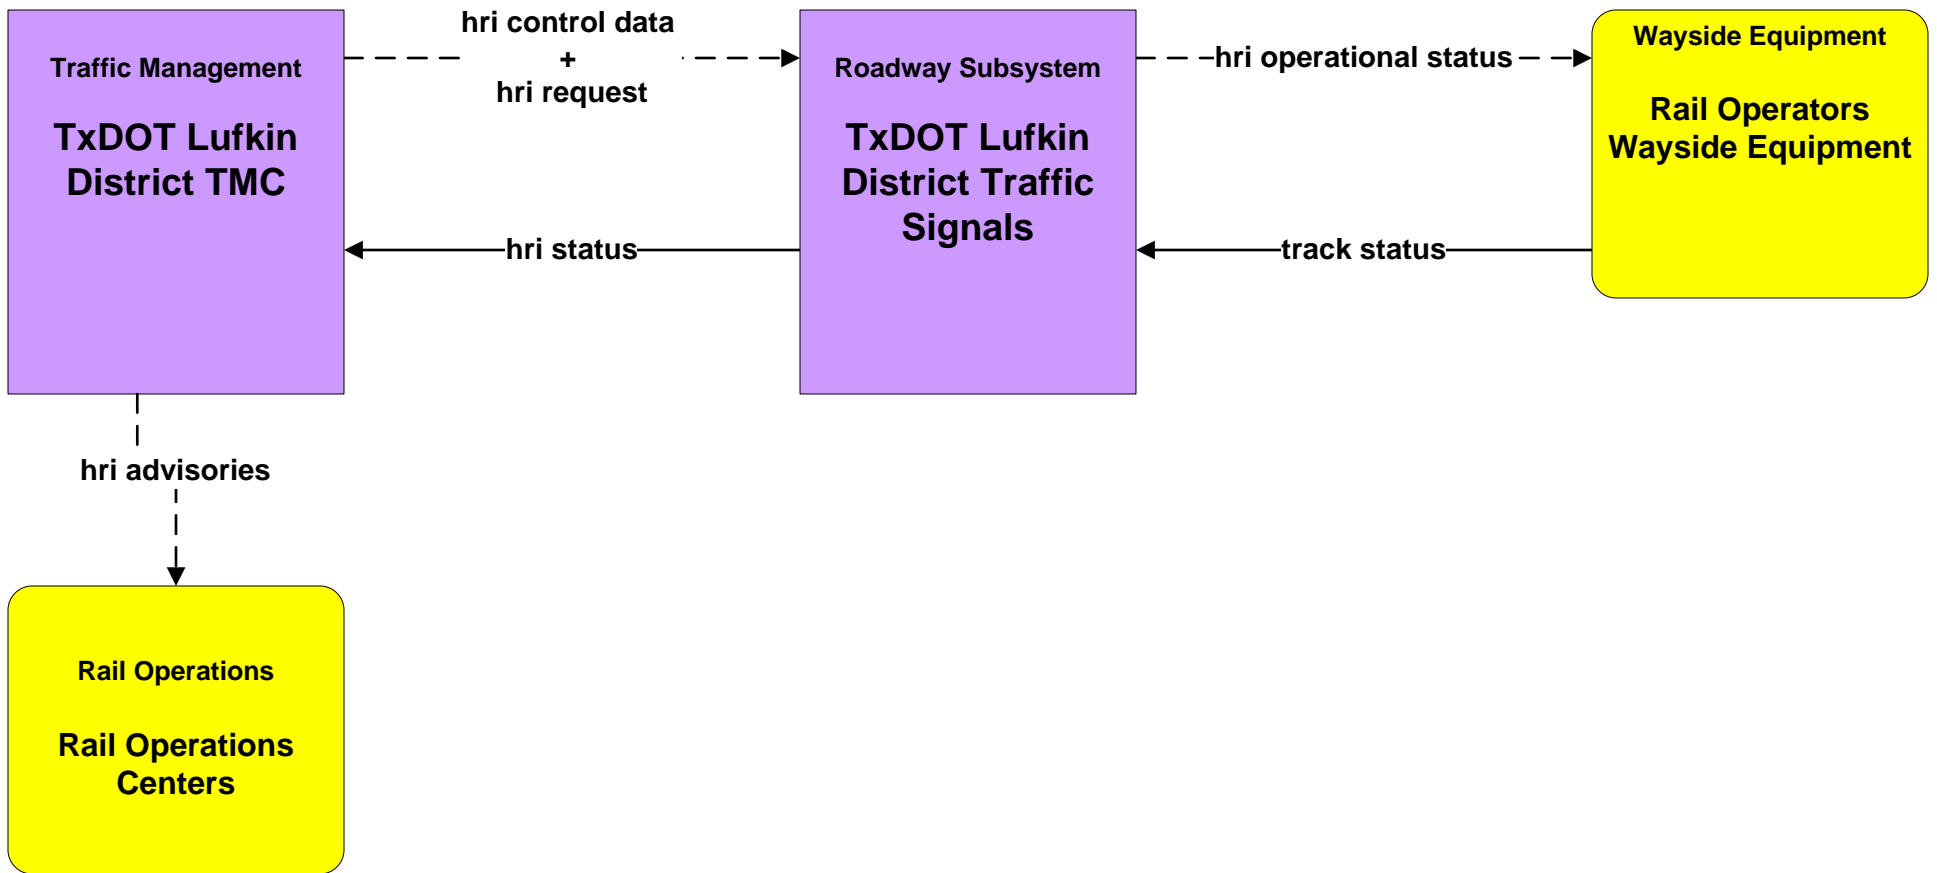 Traffic Management
TxDOT Lufkin
District TMC
hri control data
+
hri request
Roadway Subsystem
TxDOT Lufkin
District Traffic
Signals
hri operational status
Wayside Equipment
Rail Operators
Wayside Equipment
hri status
track status
hri advisories
Rail Operations
Rail Operations
Centers